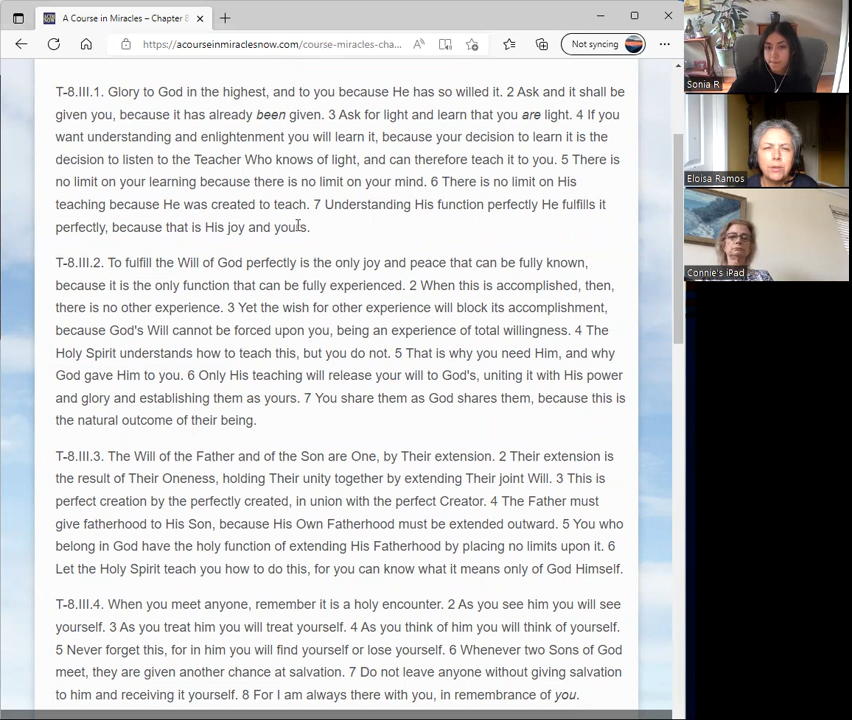 A Course in Miracles – Chapter 8
https://acourseinmiraclesnow.com/course-miracles-cha...
Not syncing
T-8.III.1. Glory to God in the highest, and to you because He has so willed it. 2 Ask and it shall be
given you, because it has already been given. 3 Ask for light and learn that you are light. 4 If you
want understanding and enlightenment you will learn it, because your decision to learn it is the
decision to listen to the Teacher Who knows of light, and can therefore teach it to you. 5 There is
no limit on your learning because there is no limit on your mind. 6 There is no limit on His
teaching because He was created to teach. 7 Understanding His function perfectly He fulfills it
perfectly, because that is His joy and yours.
T-8.III.2. To fulfill the Will of God perfectly is the only joy and peace that can be fully known,
because it is the only function that can be fully experienced. 2 When this is accomplished, then,
there is no other experience. 3 Yet the wish for other experience will block its accomplishment,
because God's Will cannot be forced upon you, being an experience of total willingness. 4 The
Holy Spirit understands how to teach this, but you do not. 5 That is why you need Him, and why
God gave Him to you. 6 Only His teaching will release your will to God's, uniting it with His power
and glory and establishing them as yours. 7 You share them as God shares them, because this is
the natural outcome of their being.
T-8.III.3. The Will of the Father and of the Son are One, by Their extension. 2 Their extension is
the result of Their Oneness, holding Their unity together by extending Their joint Will. 3 This is
perfect creation by the perfectly created, in union with the perfect Creator. 4 The Father must
give fatherhood to His Son, because His Own Fatherhood must be extended outward. 5 You who
belong in God have the holy function of extending His Fatherhood by placing no limits upon it. 6
Let the Holy Spirit teach you how to do this, for you can know what it means only of God Himself.
T-8.III.4. When you meet anyone, remember it is a holy encounter. 2 As you see him you will see
yourself. 3 As you treat him you will treat yourself. 4 As you think of him you will think of yourself.
5 Never forget this, for in him you will find yourself or lose yourself. 6 Whenever two Sons of God
meet, they are given another chance at salvation. 7 Do not leave anyone without giving salvation
to him and receiving it yourself. 8 For I am always there with you, in remembrance of you.
Sonia R
Eloisa Ramos
Connie's iPad